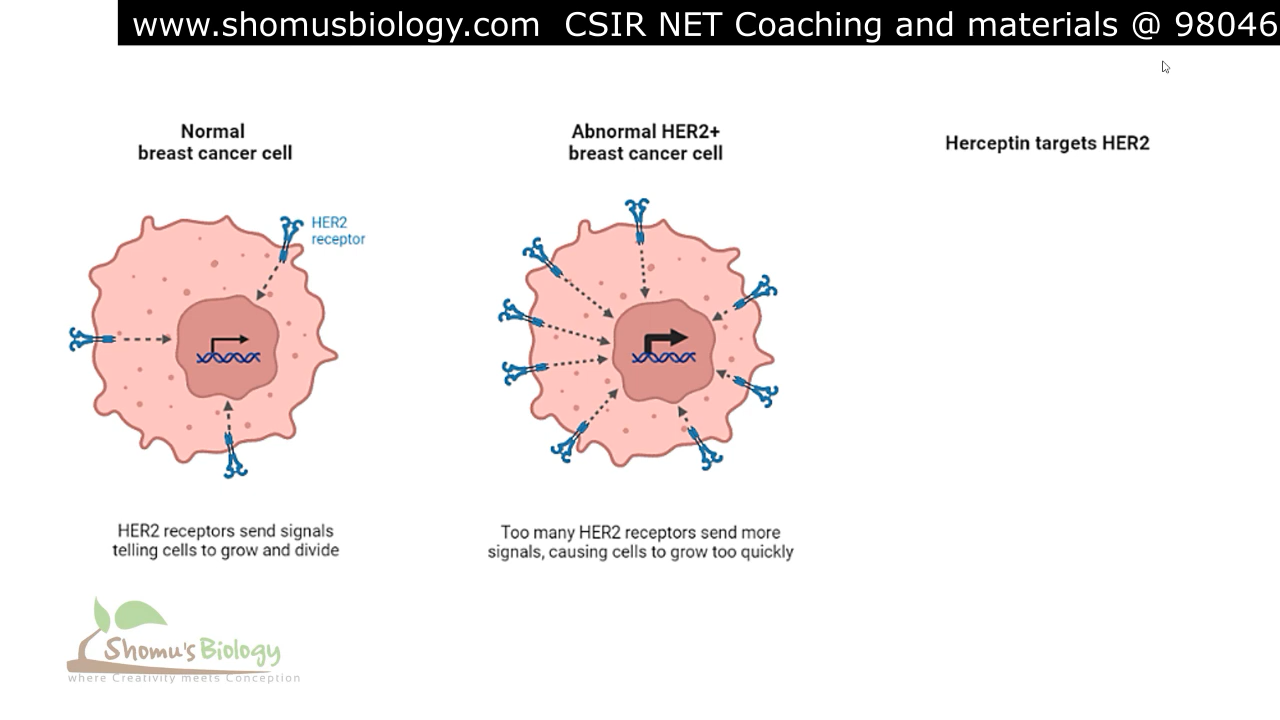 www.shomusbiology.com  CSIR NET Coaching and materials @ 98046
Normal
breast cancer cell
Abnormal HER2+
breast cancer cell
Herceptin targets HER2
HER2
receptor
HER2 receptors send signals
telling cells to grow and divide
Too many HER2 receptors send more
signals, causing cells to grow too quickly
Shomu's Biology
where Creativity meets Conception